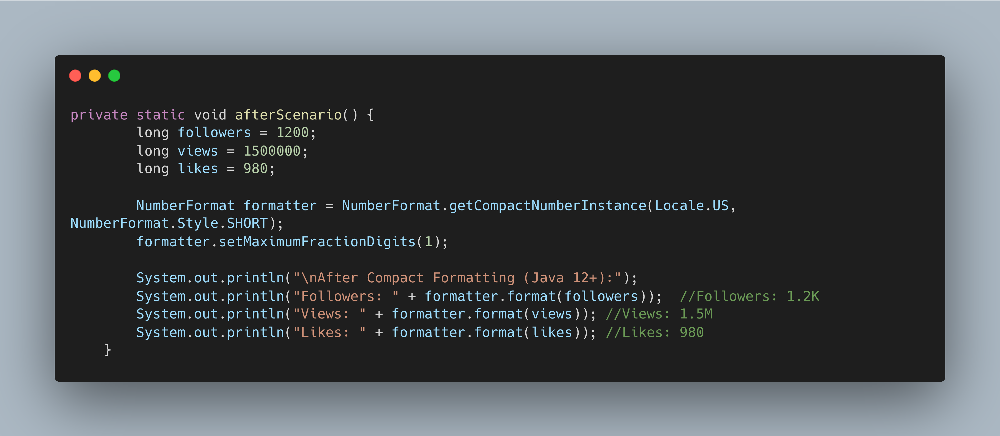 private static void afterScenario() {
        long followers = 1200;
        long views = 1500000;
        long likes = 980;

        NumberFormat formatter = NumberFormat.getCompactNumberInstance(Locale.US,
NumberFormat.Style.SHORT);
        formatter.setMaximumFractionDigits(1);

        System.out.println("\nAfter Compact Formatting (Java 12+):");
        System.out.println("Followers: " + formatter.format(followers));  //Followers: 1.2K
        System.out.println("Views: " + formatter.format(views)); //Views: 1.5M
        System.out.println("Likes: " + formatter.format(likes)); //Likes: 980
    }